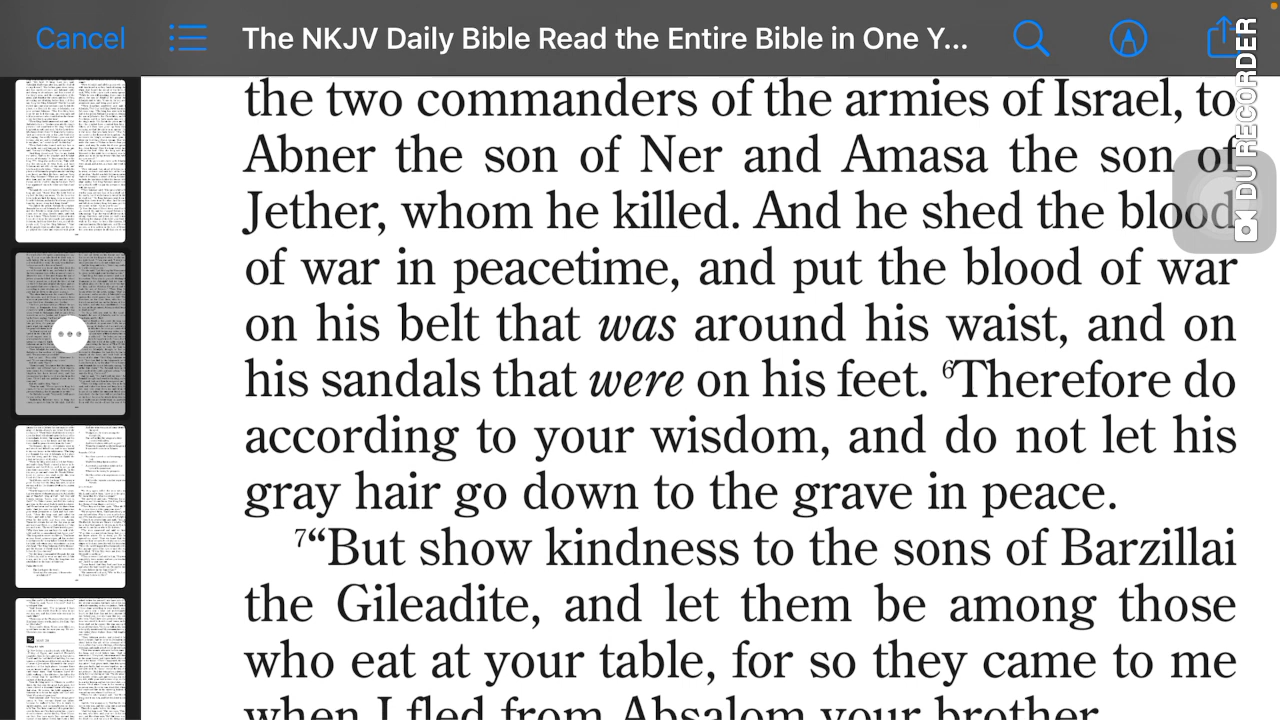 Cancel
The NKJV Daily Bible Read the Entire Bible in One Y...
the two commanders of the armies of Israel, to
Abner the son of Ner and Amasa the son of
Jether, whom he killed. And he shed the blood
of war in peacetime, and put the blood of war
on his belt that was around his waist, and on
his sandals that were on his feet. ⁶Therefore do
according to your wisdom, and do not let his
gray hair go down to the grave in peace.
⁷“But show kindness to the sons of Barzillai
the Gileadite, and let them be among those
who eat at your table, for so they came to me
when I fled from Absalom your brother.
DU RECORDER